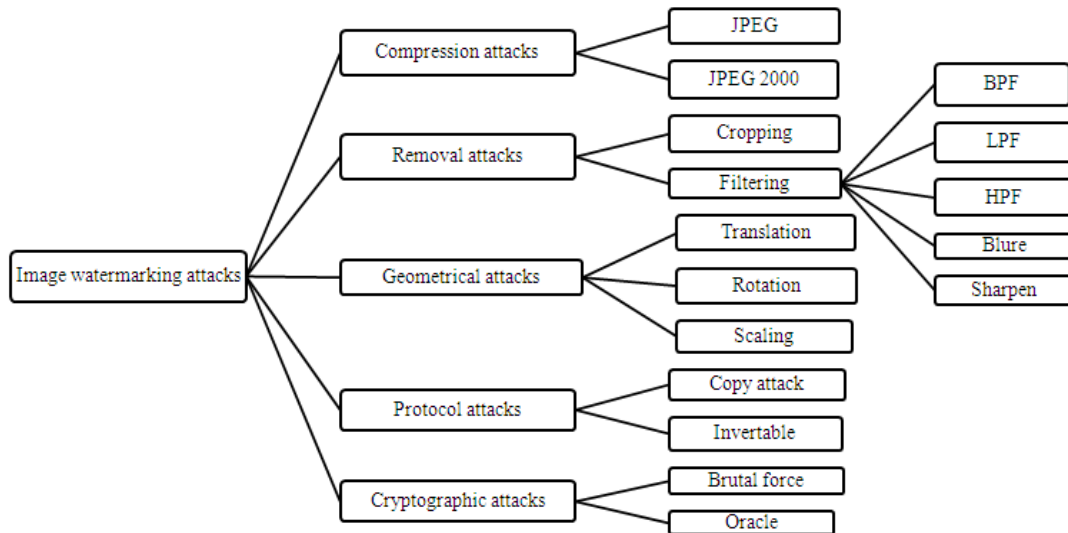 Image watermarking attacks
Compression attacks
JPEG
JPEG 2000
Removal attacks
Cropping
Filtering
BPF
LPF
HPF
Blure
Sharpen
Geometrical attacks
Translation
Rotation
Scaling
Protocol attacks
Copy attack
Invertable
Cryptographic attacks
Brutal force
Oracle